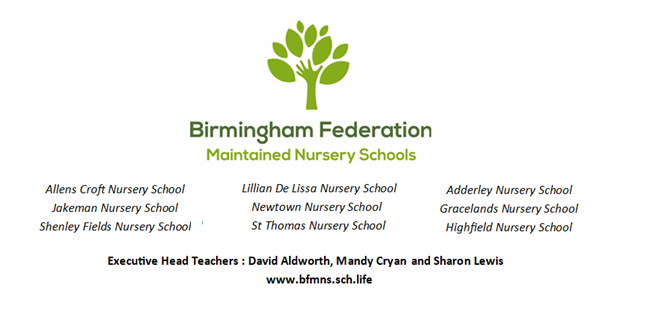 Birmingham Federation
Maintained Nursery Schools
Allens Croft Nursery School
Jakeman Nursery School
Shenley Fields Nursery School
Lillian De Lissa Nursery School
Newtown Nursery School
St Thomas Nursery School
Adderley Nursery School
Gracelands Nursery School
Highfield Nursery School
Executive Head Teachers : David Aldworth, Mandy Cryan and Sharon Lewis
www.bfmns.sch.life